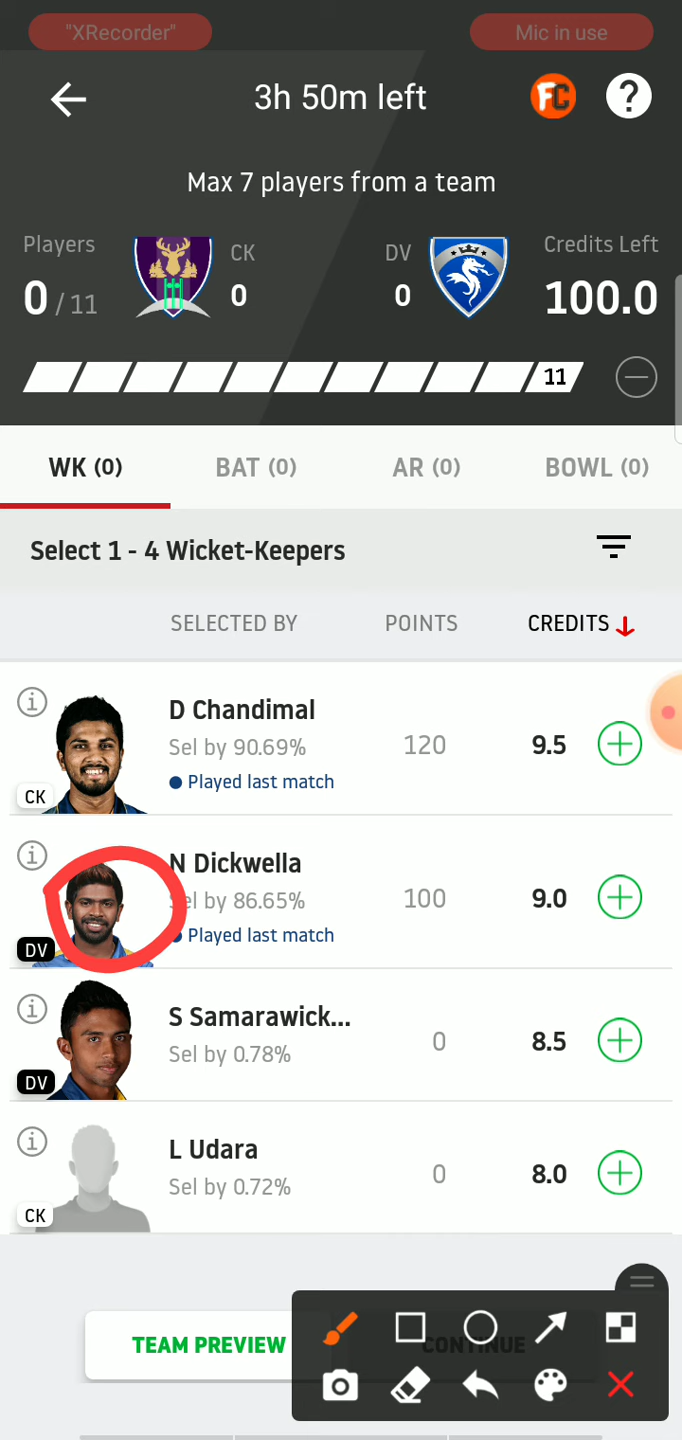 "XRecorder"
Mic in use
3h 50m left
FC
?
Max 7 players from a team
Players
CK
DV
Credits Left
0 / 11
0
0
100.0
11
WK (0)
BAT (0)
AR (0)
BOWL (0)
Select 1 - 4 Wicket-Keepers
SELECTED BY
POINTS
CREDITS
D Chandimal
Sel by 90.69%
120
9.5
Played last match
CK
N Dickwella
Sel by 86.65%
100
9.0
Played last match
DV
S Samarawick...
Sel by 0.78%
0
8.5
DV
L Udara
Sel by 0.72%
0
8.0
CK
TEAM PREVIEW
CONTINUE